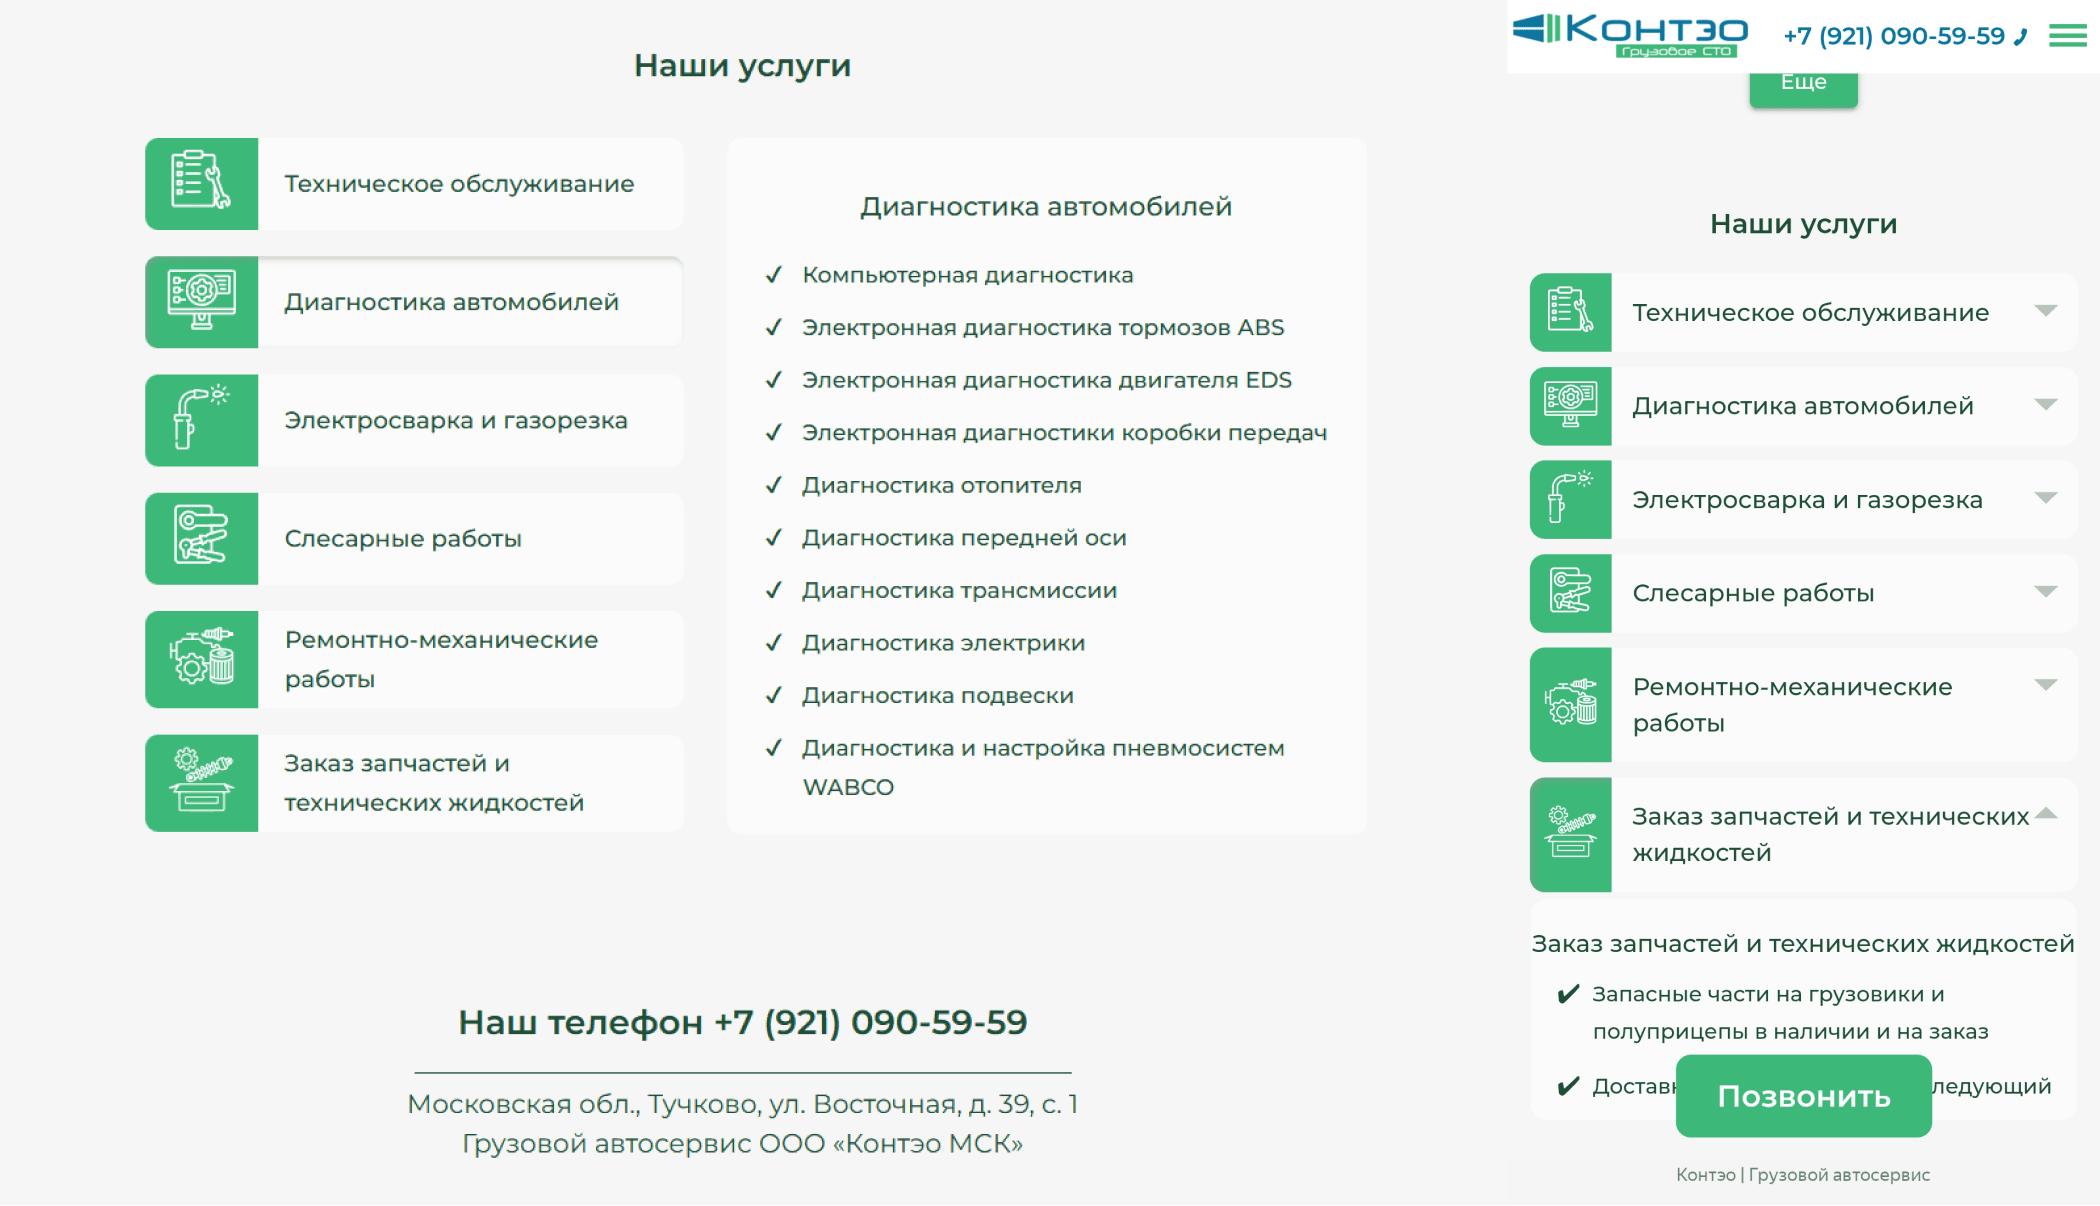 Наши услуги
Техническое обслуживание
Диагностика автомобилей
Электросварка и газорезка
Слесарные работы
Ремонтно-механические
работы
Заказ запчастей и
технических жидкостей
Диагностика автомобилей
Компьютерная диагностика
Электронная диагностика тормозов ABS
Электронная диагностика двигателя EDS
Электронная диагностики коробки передач
Диагностика отопителя
Диагностика передней оси
Диагностика трансмиссии
Диагностика электрики
Диагностика подвески
Диагностика и настройка пневмосистем
WABCO
Наш телефон +7 (921) 090-59-59
Московская обл., Тучково, ул. Восточная, д. 39, с. 1
Грузовой автосервис ООО «Контэо МСК»
Контэо
Грузовое СТО
+7 (921) 090-59-59
Еще
Наши услуги
Техническое обслуживание
Диагностика автомобилей
Электросварка и газорезка
Слесарные работы
Ремонтно-механические
работы
Заказ запчастей и технических
жидкостей
Заказ запчастей и технических жидкостей
Запасные части на грузовики и
полуприцепы в наличии и на заказ
Позвонить
Контэо | Грузовой автосервис